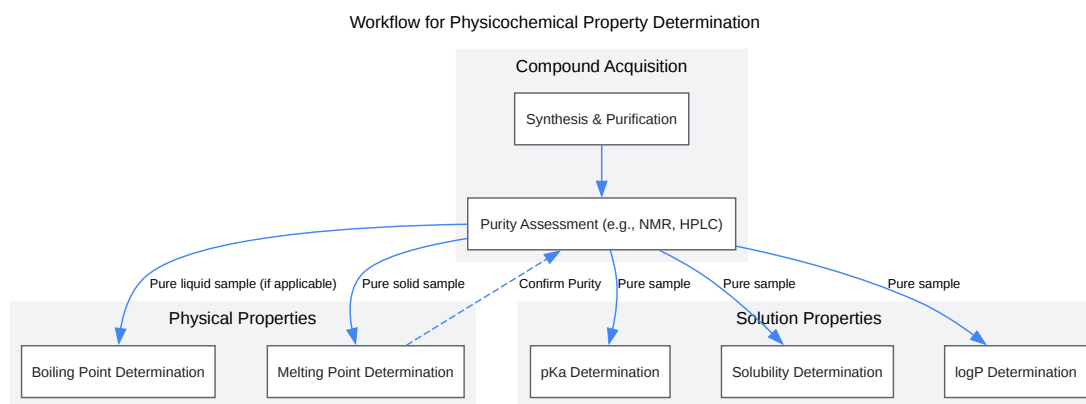 Workflow for Physicochemical Property Determination
Compound Acquisition
Synthesis & Purification
Purity Assessment (e.g., NMR, HPLC)
Pure liquid sample (if applicable)
Pure solid sample
Confirm Purity
Pure sample
Pure sample
Pure sample
Physical Properties
Solution Properties
Boiling Point Determination
Melting Point Determination
pKa Determination
Solubility Determination
logP Determination